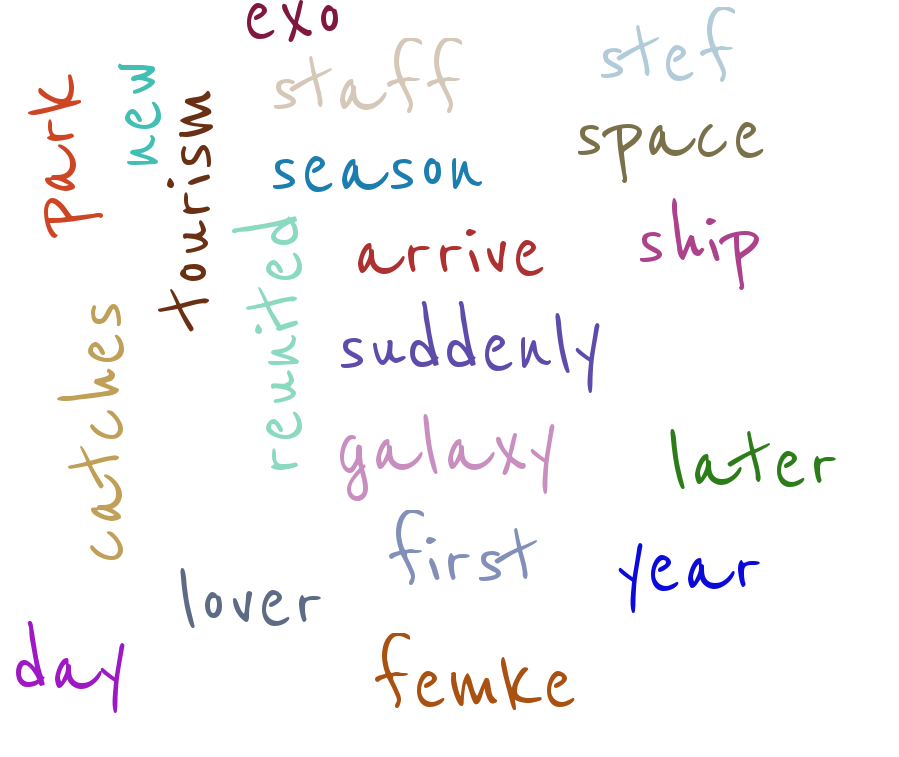 exo
staff
stef
park
new
tourism
space
season
ship
reunited
arrive
catches
suddenly
galaxy
later
first
year
lover
day
femke